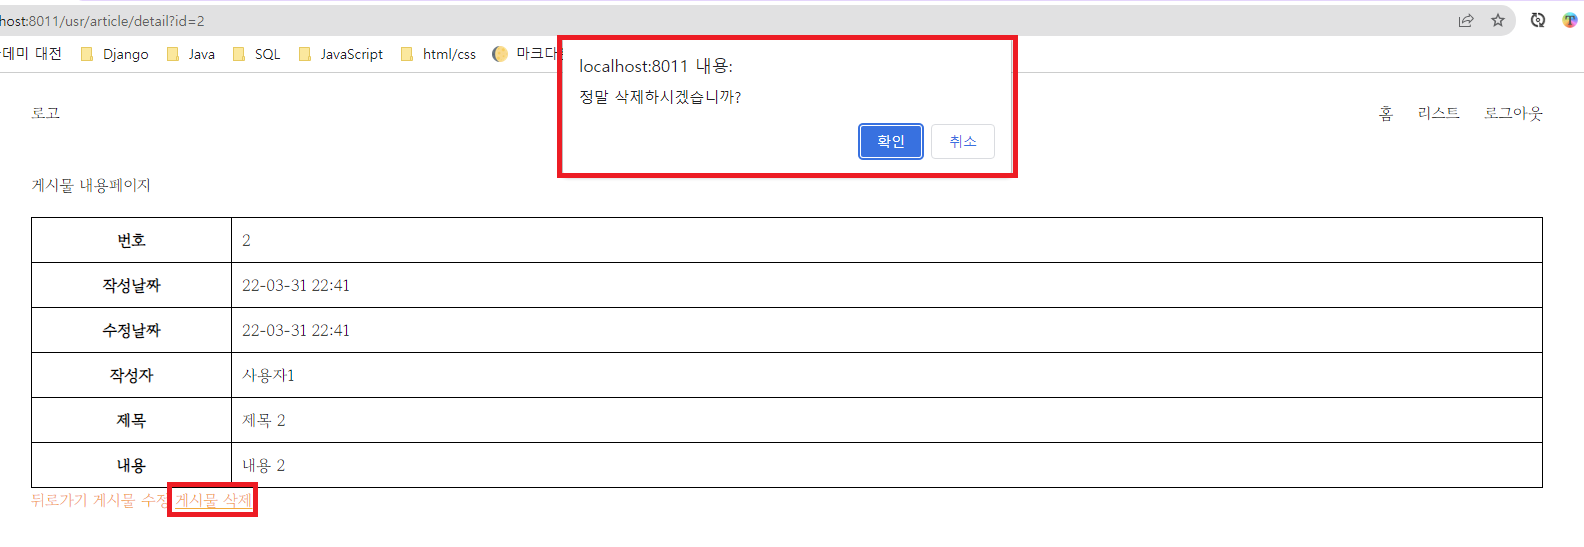 host:8011/usr/article/detail?id=2
데미 대전 Django Java SQL JavaScript html/css 마크다
localhost:8011 내용:
정말 삭제하시겠습니까?
확인 취소
로고 홈 리스트 로그아웃
게시물 내용페이지
번호 2
작성날짜 22-03-31 22:41
수정날짜 22-03-31 22:41
작성자 사용자1
제목 제목 2
내용 내용 2
뒤로가기 게시물 수정 게시물 삭제